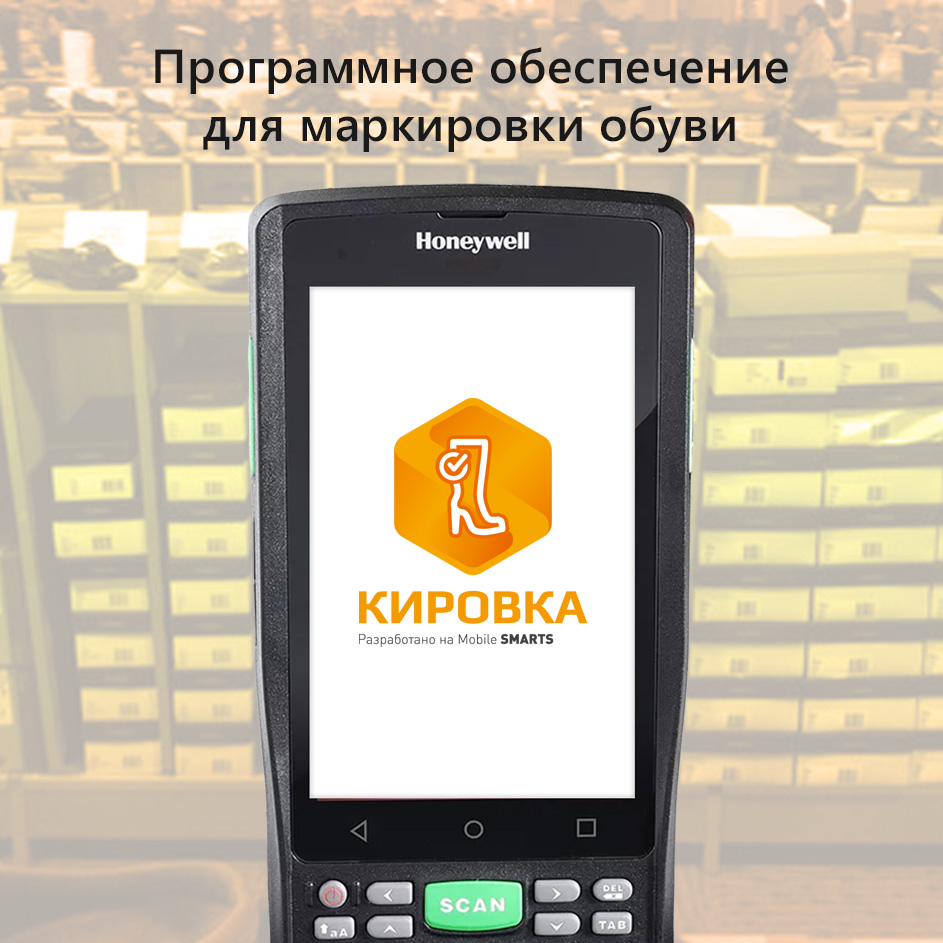 Программное обеспечение
для маркировки обуви
Honeywell
КИРОВКА
Разработано на Mobile SMARTS
DEL
SCAN
aA
TAB